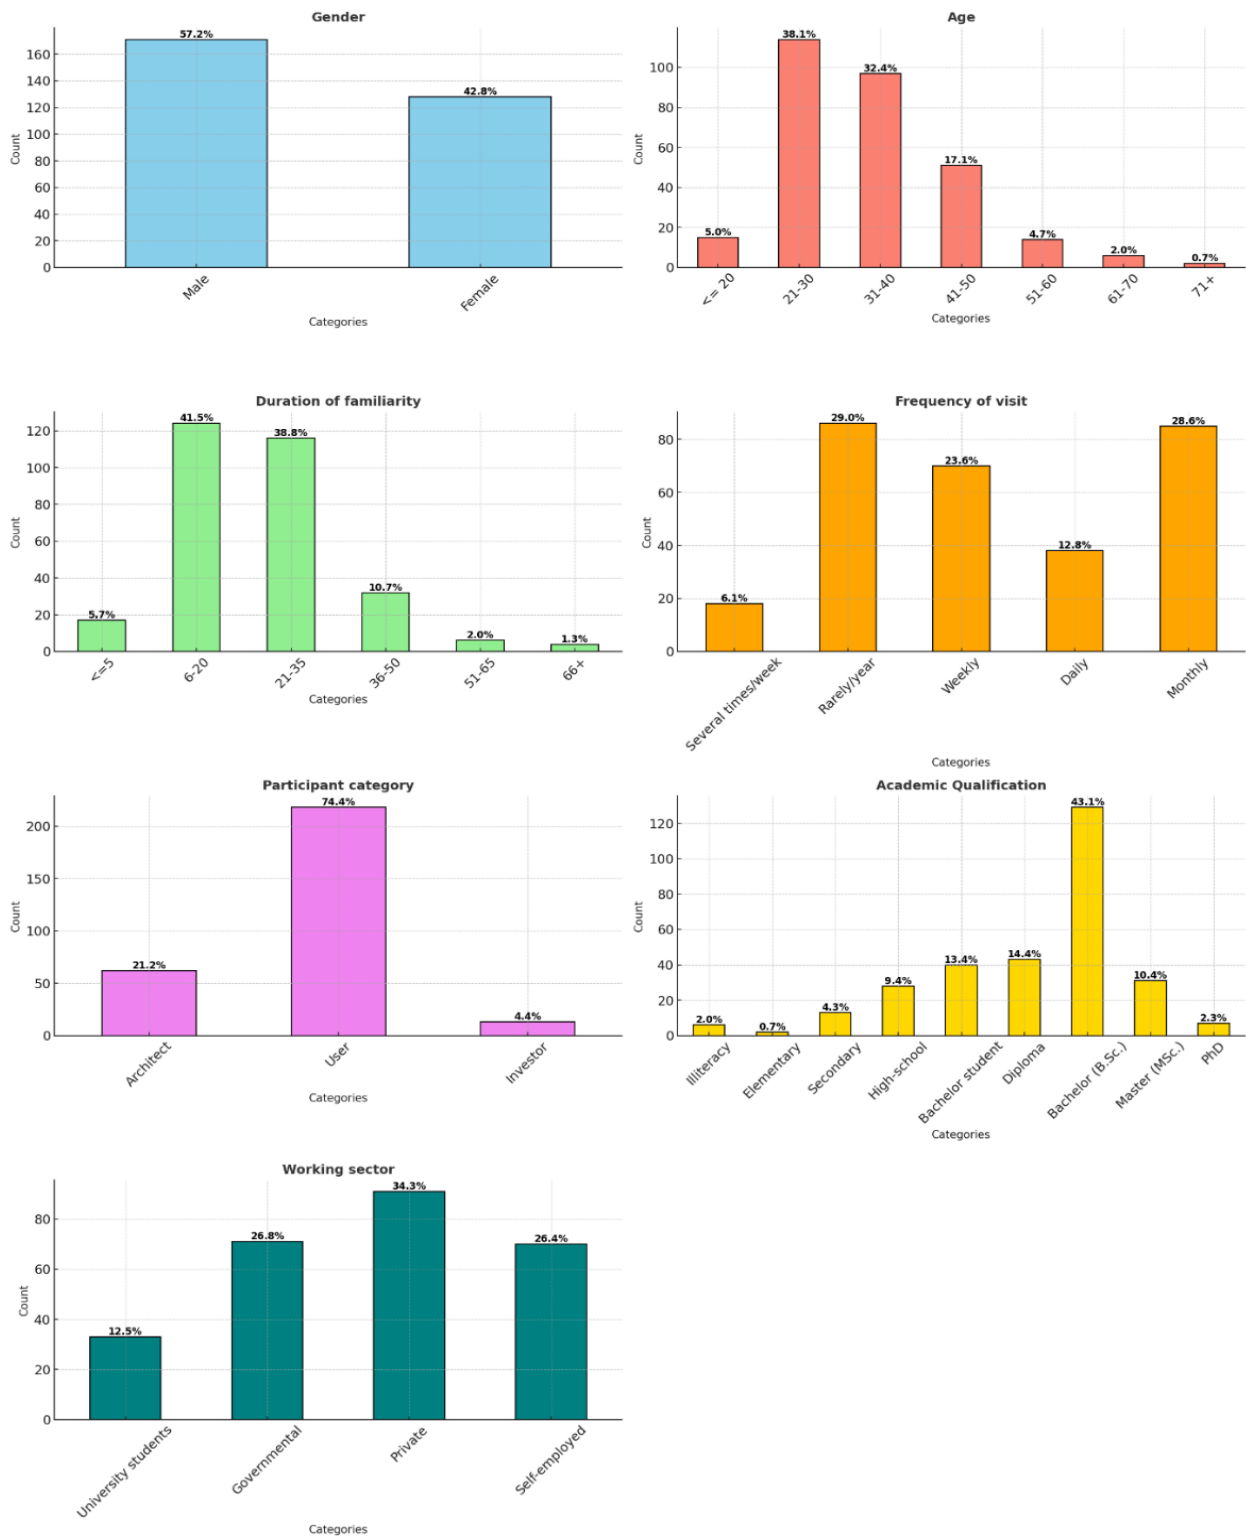 Gender
57.2%
42.8%
160
140
120
100
80
60
40
20
0
Count
Male
Female
Categories
Age
38.1%
32.4%
17.1%
5.0%
4.7%
2.0%
0.7%
100
80
60
40
20
0
Count
<= 20
21-30
31-40
41-50
51-60
61-70
71+
Categories
Duration of familiarity
41.5%
38.8%
10.7%
5.7%
2.0%
1.3%
120
100
80
60
40
20
0
Count
<=5
6-20
21-35
36-50
51-65
66+
Categories
Frequency of visit
29.0%
28.6%
23.6%
12.8%
6.1%
80
60
40
20
0
Count
Several times/week
Rarely/year
Weekly
Daily
Monthly
Categories
Participant category
74.4%
21.2%
4.4%
200
150
100
50
0
Count
Architect
User
Investor
Categories
Academic Qualification
43.1%
14.4%
13.4%
10.4%
9.4%
4.3%
2.0%
0.7%
2.3%
120
100
80
60
40
20
0
Count
Illiteracy
Elementary
Secondary
High-school
Bachelor student
Diploma
Bachelor (B.Sc.)
Master (MSc.)
PhD
Categories
Working sector
34.3%
26.8%
26.4%
12.5%
80
60
40
20
0
Count
University students
Governmental
Private
Self-employed
Categories